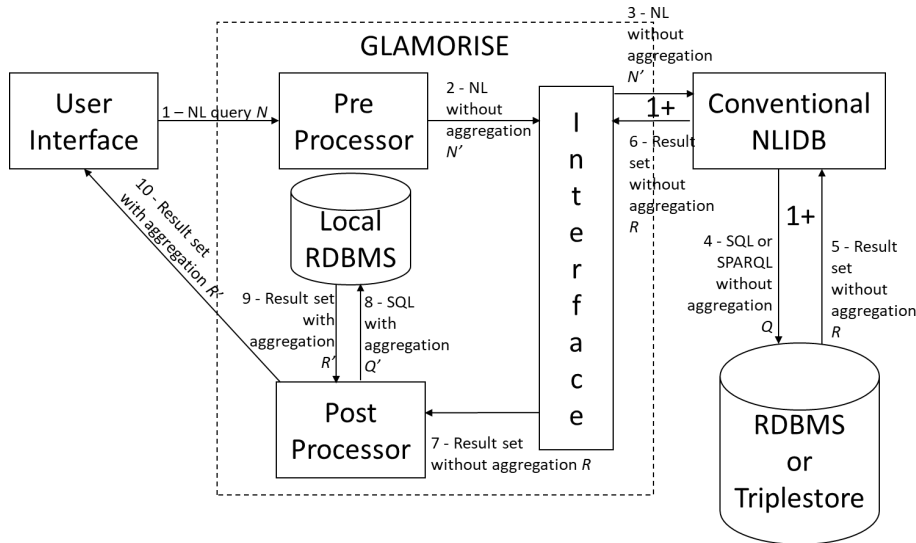 GLAMORISE
User
Interface
1 – NL query N
Pre
Processor
2 - NL
without
aggregation
N'
I
n
t
e
r
f
a
c
e
3 - NL
without
aggregation
N'
1+
6 - Result
set
without
aggregation
R
Conventional
NLIDB
4 - SQL or
SPARQL
without
aggregation
Q
1+
5 - Result
set
without
aggregation
R
RDBMS
or
Triplestore
7 - Result set
without aggregation R
Post
Processor
8 - SQL
with
aggregation
Q'
Local
RDBMS
9 - Result set
with
aggregation
R'
10 - Result set
with aggregation R'